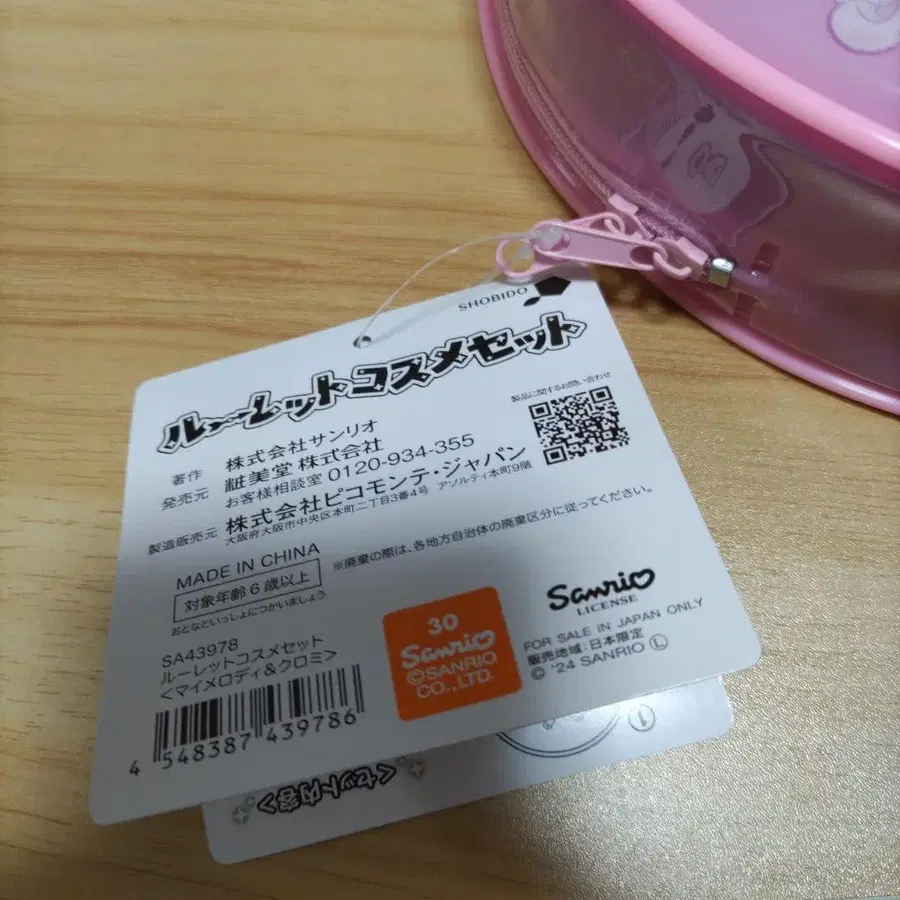 SHOBIDO
ルーレットコスメセット
製品に関するお問い合わせ
著作 株式会社サンリオ
発売元 粧美堂株式会社
お客様相談室 0120-934-355
製造販売元 株式会社ピコモンテ・ジャパン
大阪府大阪市中央区本町二丁目3番4号 アソルティ本町9階
※廃棄の際は、各地方自治体の廃棄区分に従ってください。
MADE IN CHINA
対象年齢6歳以上
おとなといっしょにつかいましょう
SA43978
ルーレットコスメセット
<マイメロディ&クロミ>
4 548387 439786
30
Sanrio
©SANRIO
CO., LTD.
Sanrio
LICENSE
FOR SALE IN JAPAN ONLY
販売地域:日本限定
© '24 SANRIO Ⓛ
①
<セット内容>